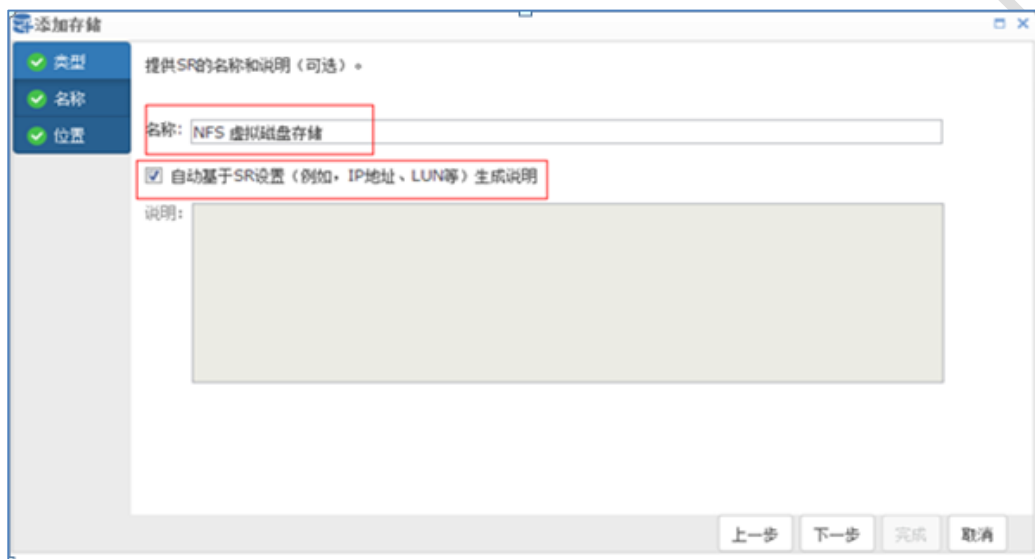 添加存储
类型
名称
位置
提供SR的名称和说明（可选）。
名称: NFS 虚拟磁盘存储
自动基于SR设置（例如，IP地址、LUN等）生成说明
说明:
上一步 下一步 完成 取消